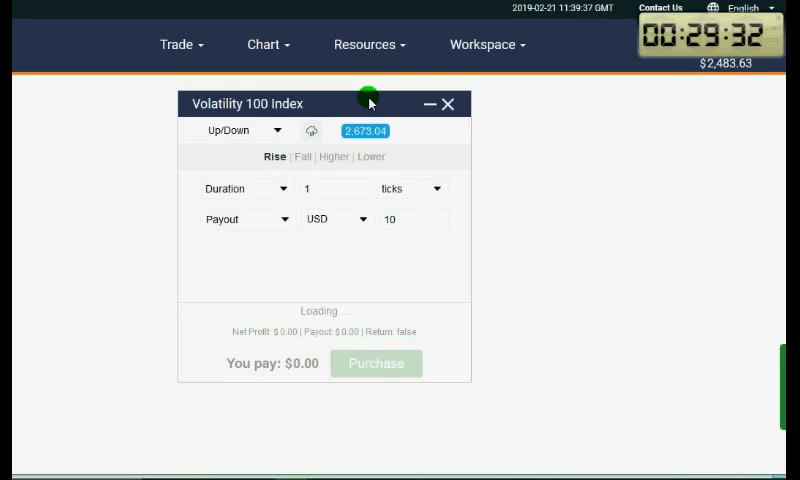 2019-02-21 11:39:37 GMT Contact Us English
00:29:32
Trade Chart Resources Workspace
$2,483.63
Volatility 100 Index
Up/Down 2,673.04
Rise | Fall | Higher | Lower
Duration 1 ticks
Payout USD 10
Loading ...
Net Profit: $ 0.00 | Payout: $ 0.00 | Return: false
You pay: $0.00 Purchase